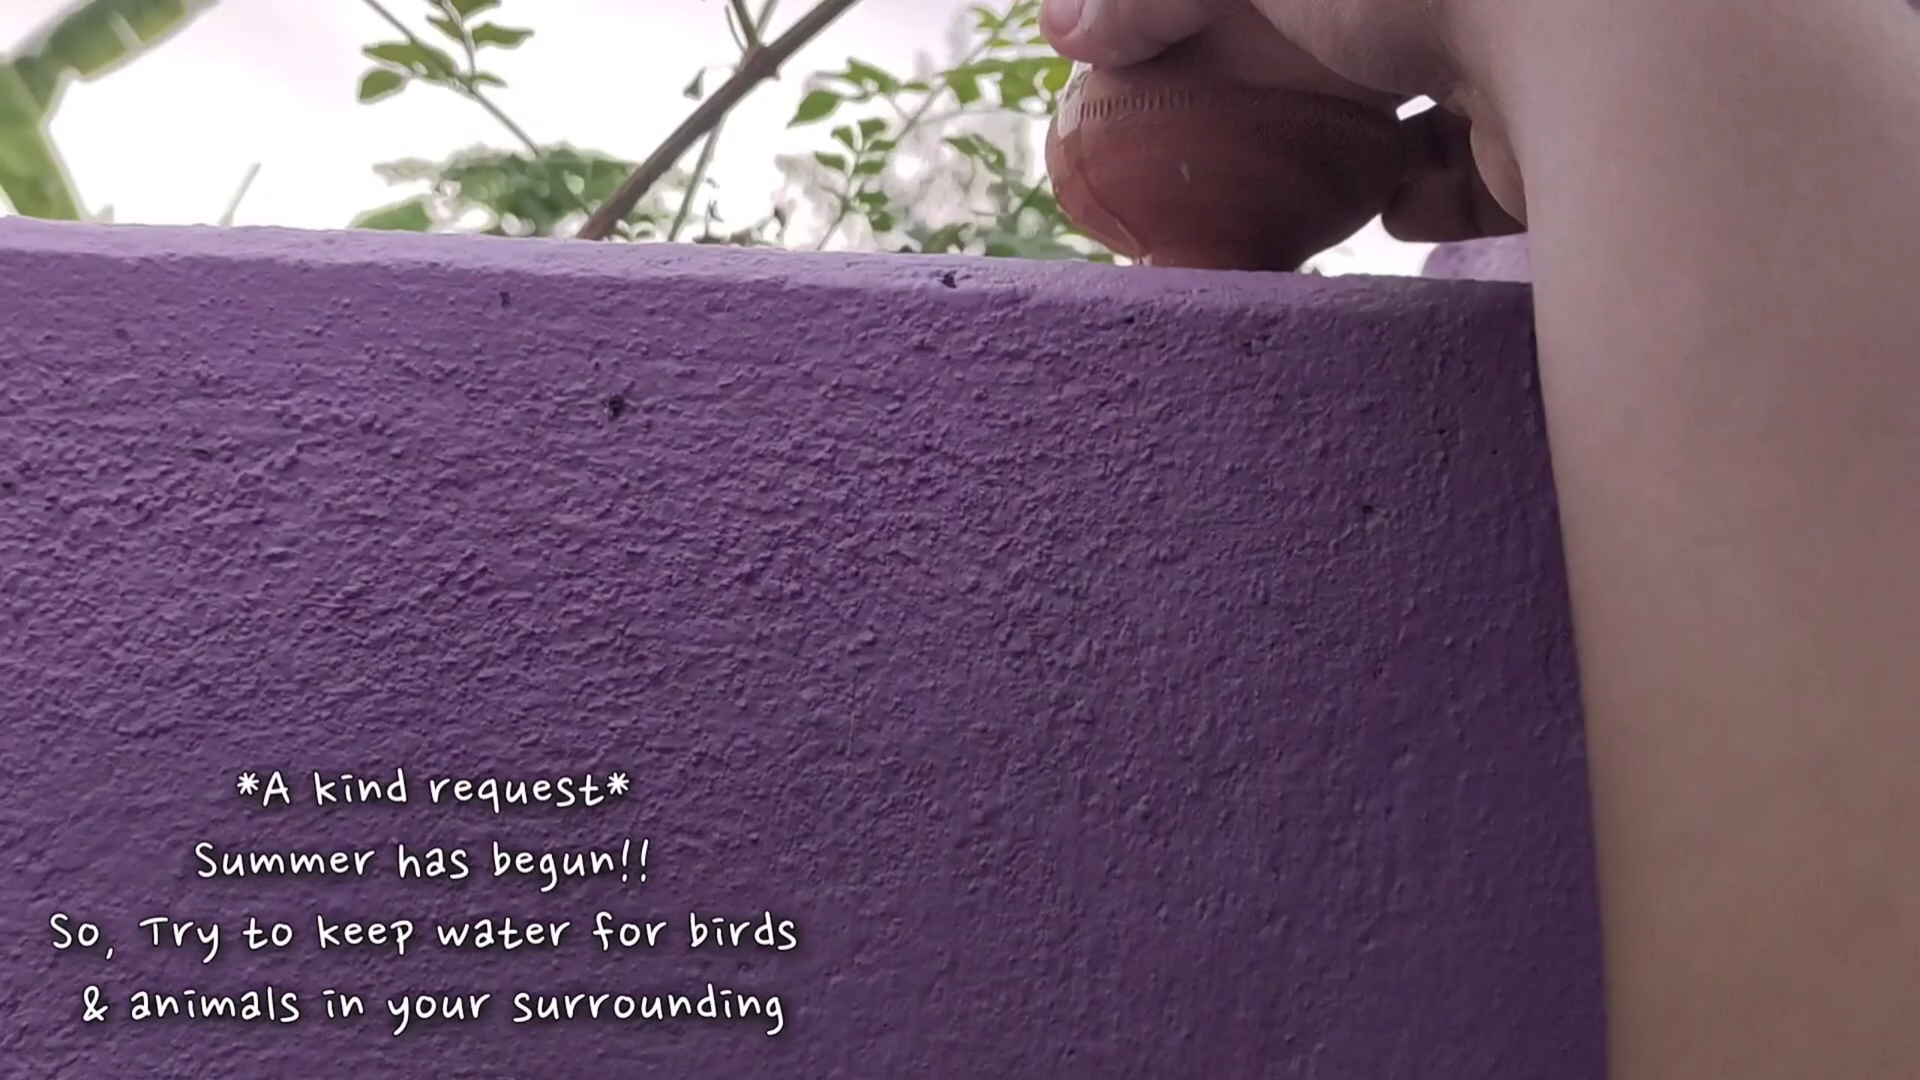 *A kind request*
Summer has begun!!
So, Try to keep water for birds
& animals in your surrounding